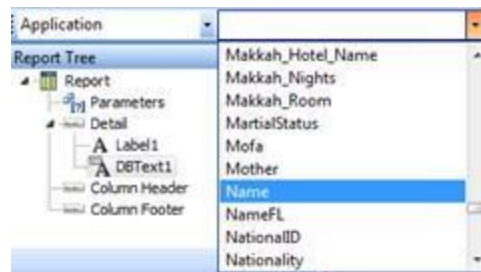 Application
Report Tree
Report
Parameters
Detail
Label1
DBText1
Column Header
Column Footer
Makkah_Hotel_Name
Makkah_Nights
Makkah_Room
MartialStatus
Mofa
Mother
Name
NameFL
NationalID
Nationality